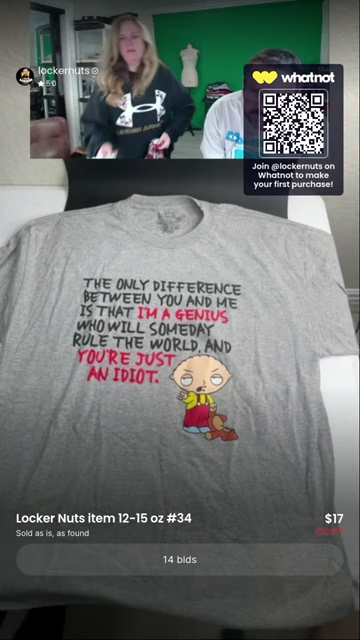 lockernuts
5.0
whatnot
Join @lockernuts on
Whatnot to make
your first purchase!
UNDER ARMOUR
THE ONLY DIFFERENCE
BETWEEN YOU AND ME
IS THAT I'M A GENIUS
WHO WILL SOMEDAY
RULE THE WORLD, AND
YOU'RE JUST
AN IDIOT.
Locker Nuts item 12-15 oz #34
$17
Sold as is, as found
14 bids